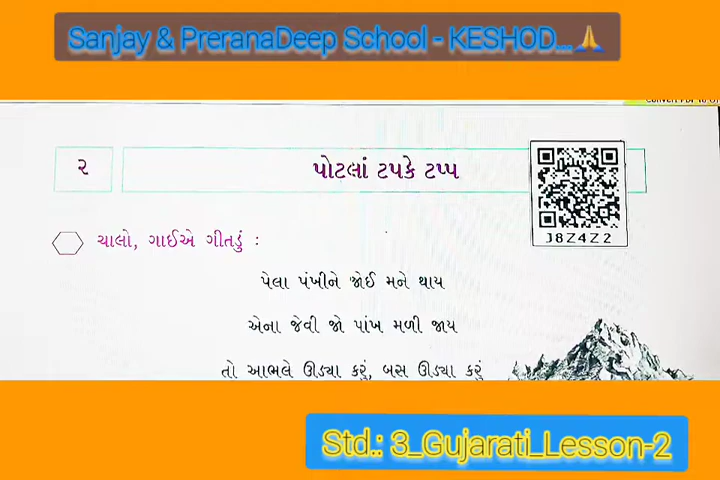 Sanjay & PreranaDeep School - KESHOD...🙏
૨
પોટલાં ટપકે ટપ્પ
J8Z4Z2
ચાલો, ગાઈએ ગીતડું :
પેલા પંખીને જોઈ મને થાય
એના જેવી જો પાંખ મળી જાય
તો આભલે ઊડ્યા કરું, બસ ઊડ્યા કરું
Std.: 3_Gujarati_Lesson-2